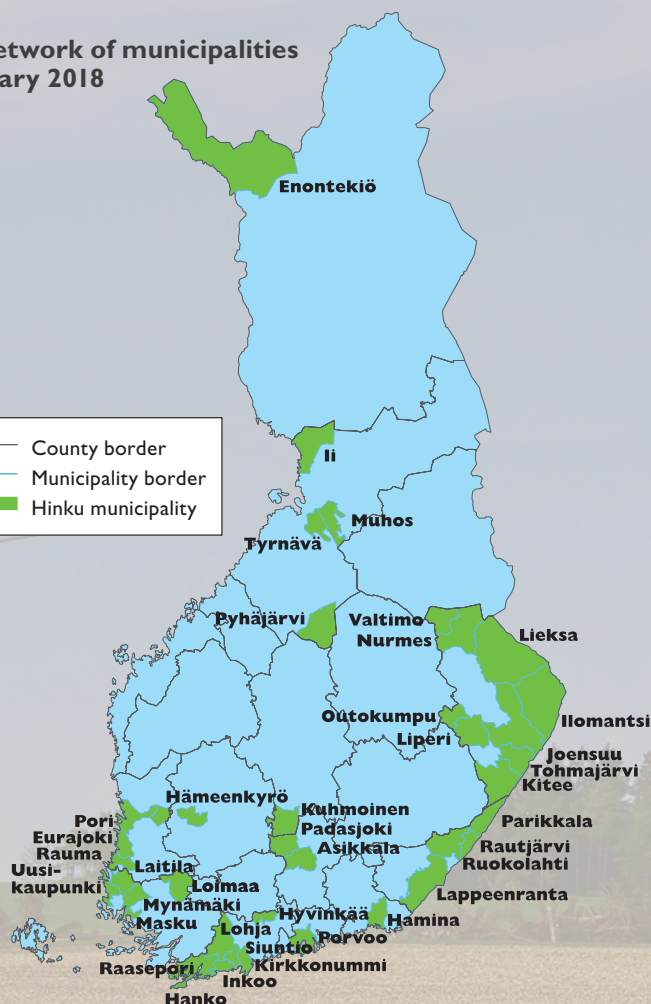 etwork of municipalities
ary 2018
Enontekiö
County border
Municipality border
Hinku municipality
Ii
Muhos
Tyrnävä
Pyhäjärvi
Valtimo
Nurmes
Lieksa
Outokumpu
Liperi
Ilomantsi
Joensuu
Tohmajärvi
Kitee
Hämeenkyrö
Kuhmoinen
Padasjoki
Asikkala
Parikkala
Rautjärvi
Ruokolahti
Lappeenranta
Pori
Eurajoki
Rauma
Uusi-
kaupunki
Laitila
Loimaa
Mynämäki
Masku
Hyvinkää
Hamina
Lohja
Siuntio
Porvoo
Kirkkonummi
Raasepori
Inkoo
Hanko